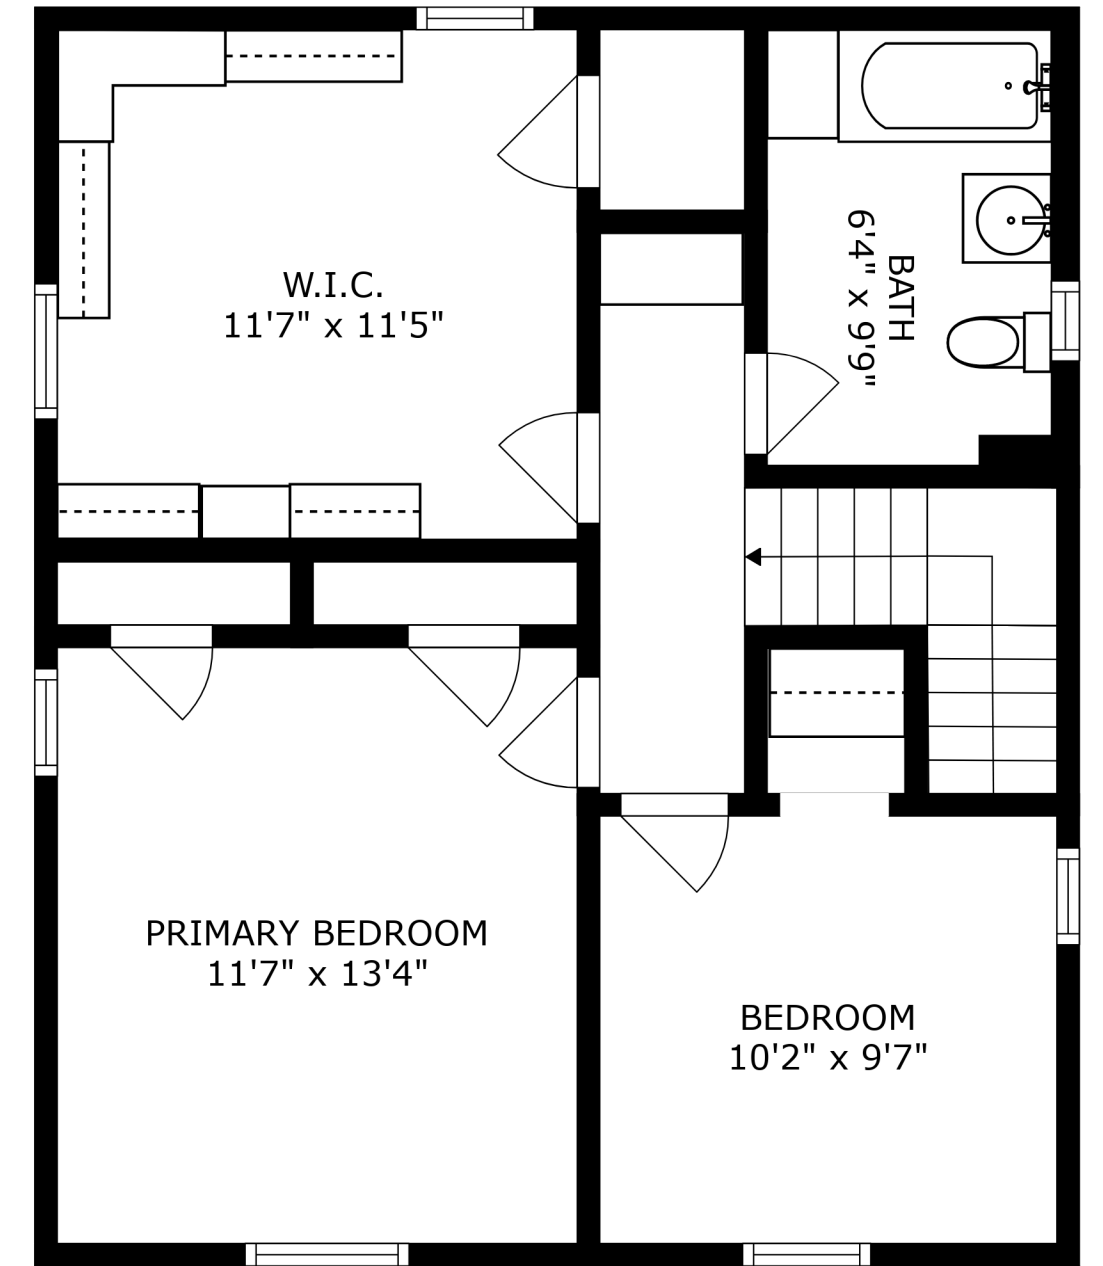 W.I.C.
11'7" x 11'5"
BATH
6'4" x 9'9"
PRIMARY BEDROOM
11'7" x 13'4"
BEDROOM
10'2" x 9'7"